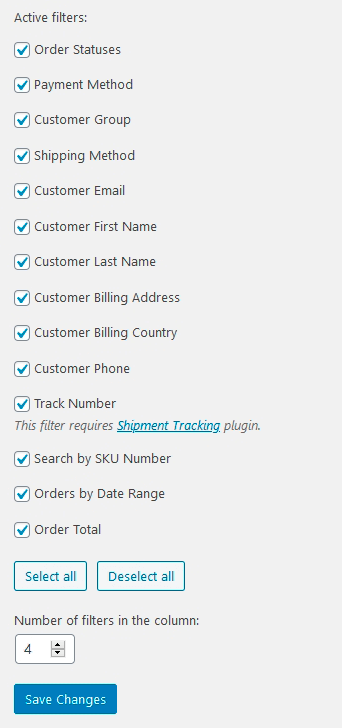 Active filters:
Order Statuses
Payment Method
Customer Group
Shipping Method
Customer Email
Customer First Name
Customer Last Name
Customer Billing Address
Customer Billing Country
Customer Phone
Track Number
This filter requires Shipment Tracking plugin.
Search by SKU Number
Orders by Date Range
Order Total
Select all Deselect all
Number of filters in the column:
4
Save Changes